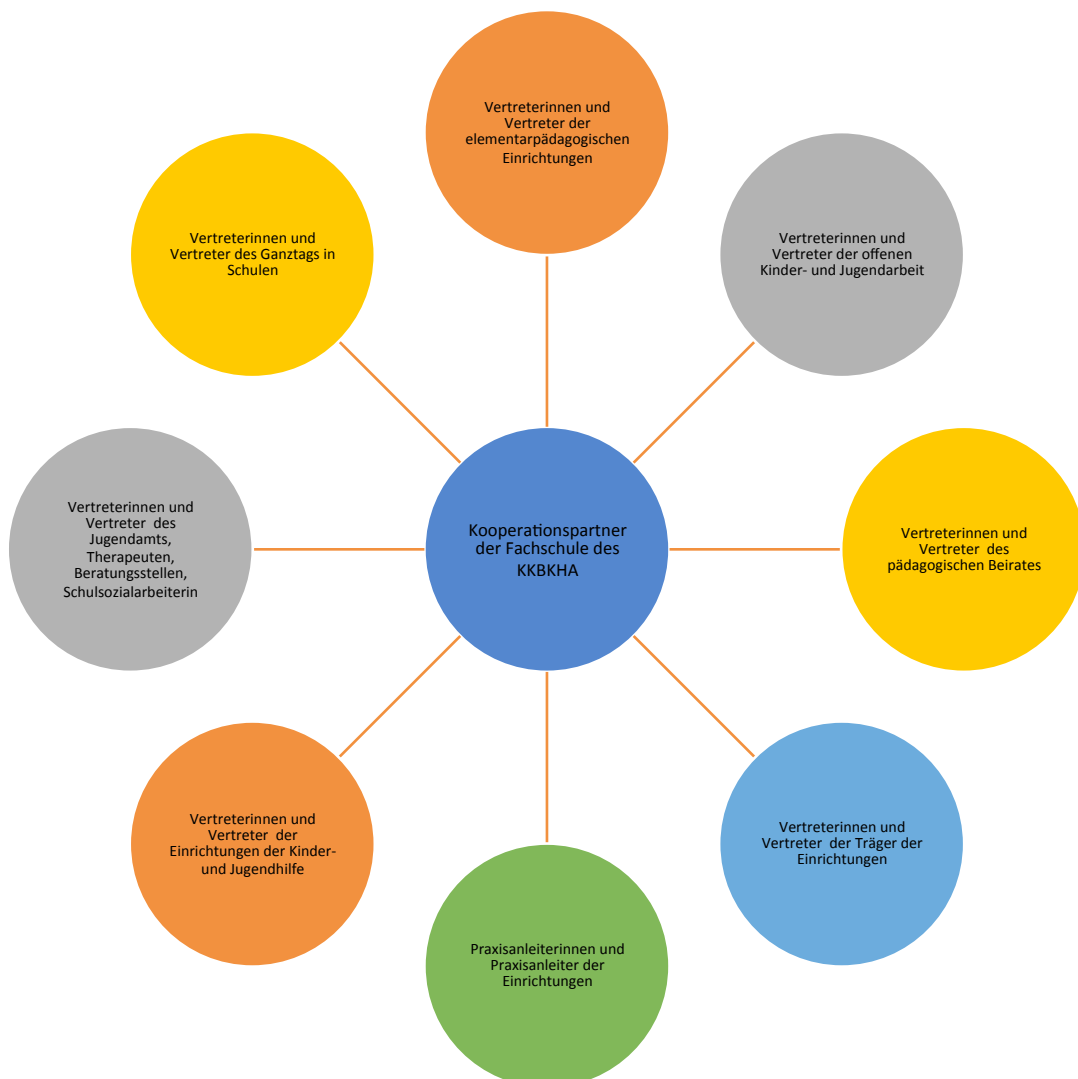 Vertreterinnen und
Vertreter der
elementarpädagogischen
Einrichtungen
Vertreterinnen und
Vertreter der offenen
Kinder- und Jugendarbeit
Vertreterinnen und
Vertreter des
pädagogischen Beirates
Vertreterinnen und
Vertreter der Träger der
Einrichtungen
Praxisanleiterinnen und
Praxisanleiter der
Einrichtungen
Vertreterinnen und
Vertreter der
Einrichtungen der Kinder-
und Jugendhilfe
Vertreterinnen und
Vertreter des
Jugendamts,
Therapeuten,
Beratungsstellen,
Schulsozialarbeiterin
Vertreterinnen und
Vertreter des Ganztags in
Schulen
Kooperationspartner
der Fachschule des
KKBKHA